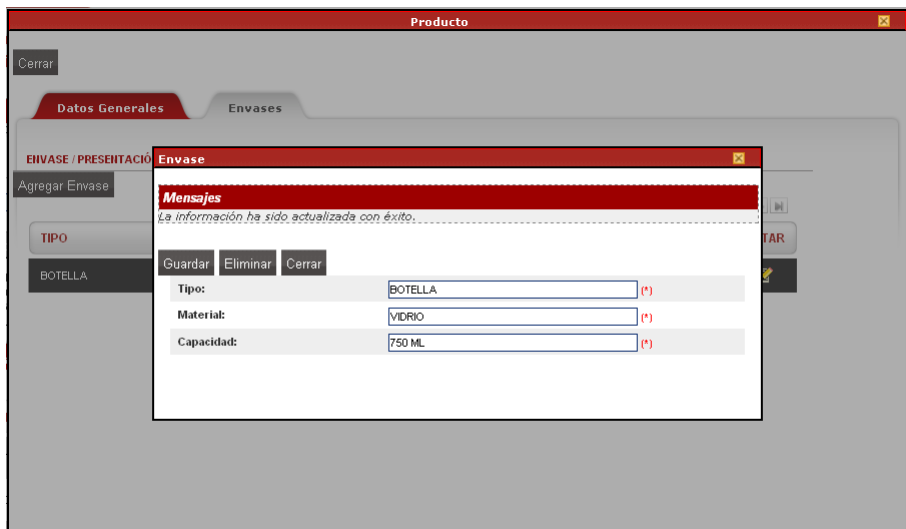 Producto
Cerrar
Datos Generales Envases
ENVASE / PRESENTACIÓ
Agregar Envase
TIPO TAR
BOTELLA
Envase
Mensajes
La información ha sido actualizada con éxito.
Guardar Eliminar Cerrar
Tipo: BOTELLA (*)
Material: VIDRIO (*)
Capacidad: 750 ML (*)